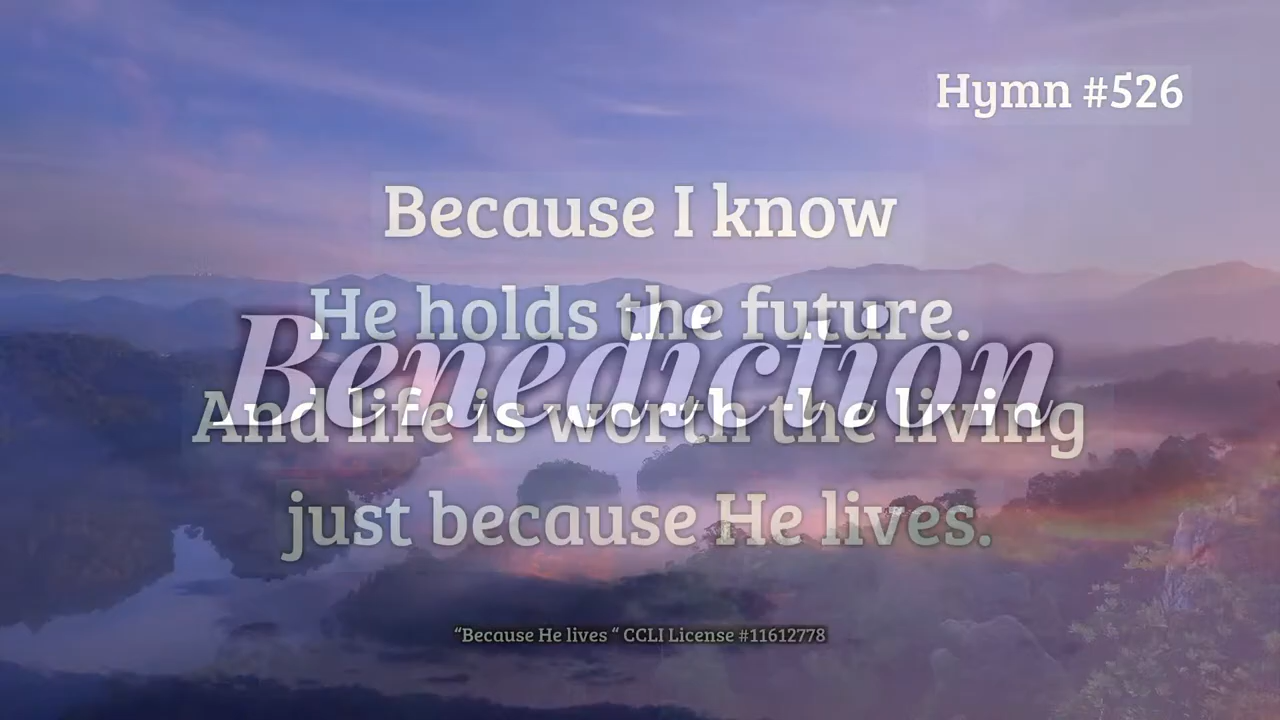 Hymn #526
Because I know
He holds the future.
Benediction
And life is worth the living
just because He lives.
“Because He lives “ CCLI License #11612778